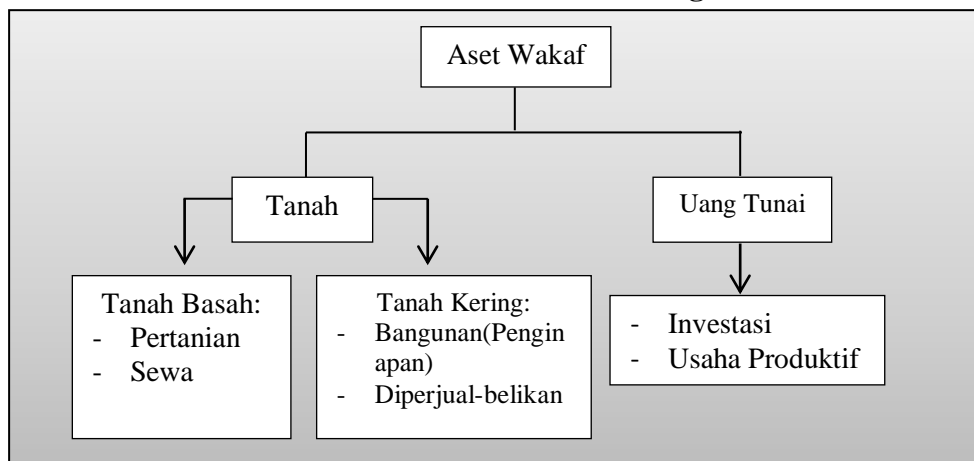 Aset Wakaf
Tanah
Uang Tunai
Tanah Basah:
- Pertanian
- Sewa
Tanah Kering:
- Bangunan(Pengin
apan)
- Diperjual-belikan
- Investasi
- Usaha Produktif